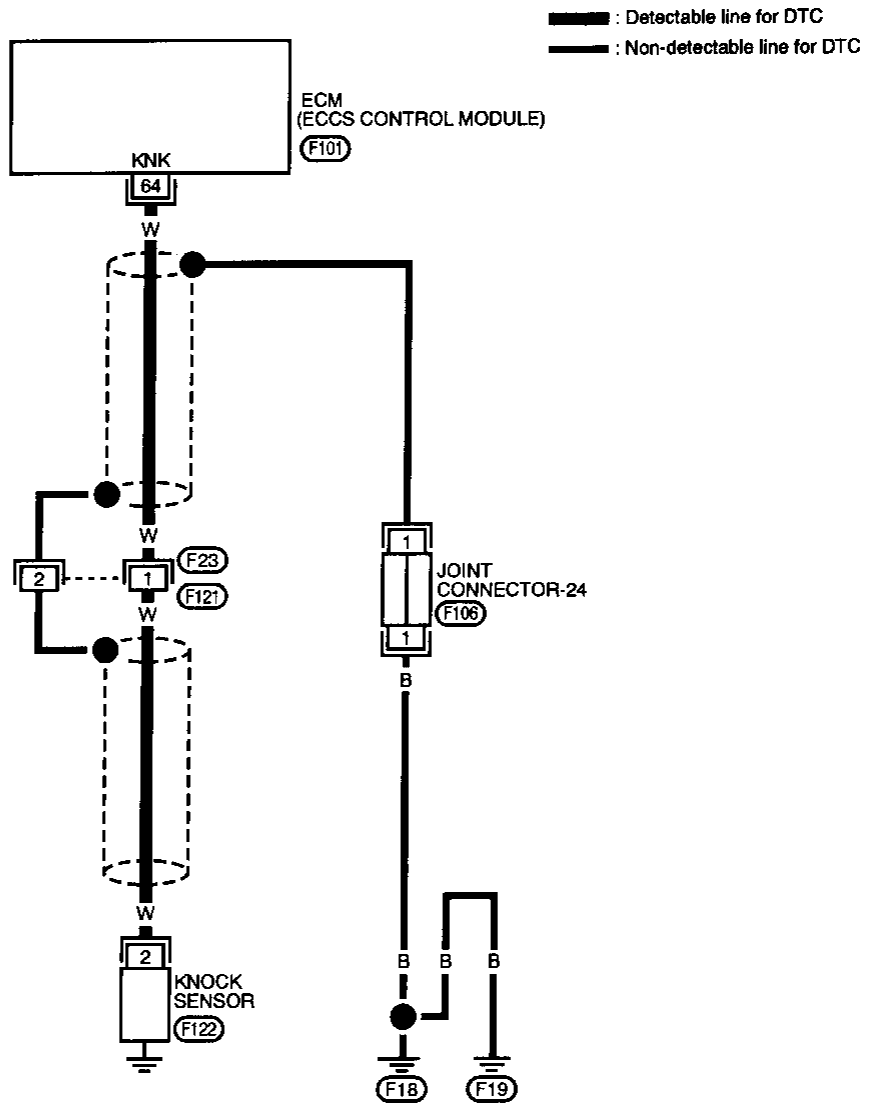 : Detectable line for DTC
: Non-detectable line for DTC
ECM
(ECCS CONTROL MODULE)
F101
KNK
64
W
W
F23
2
1
F121
W
1
JOINT
CONNECTOR-24
F106
1
B
W
2
KNOCK
SENSOR
F122
B
B
B
F18
F19